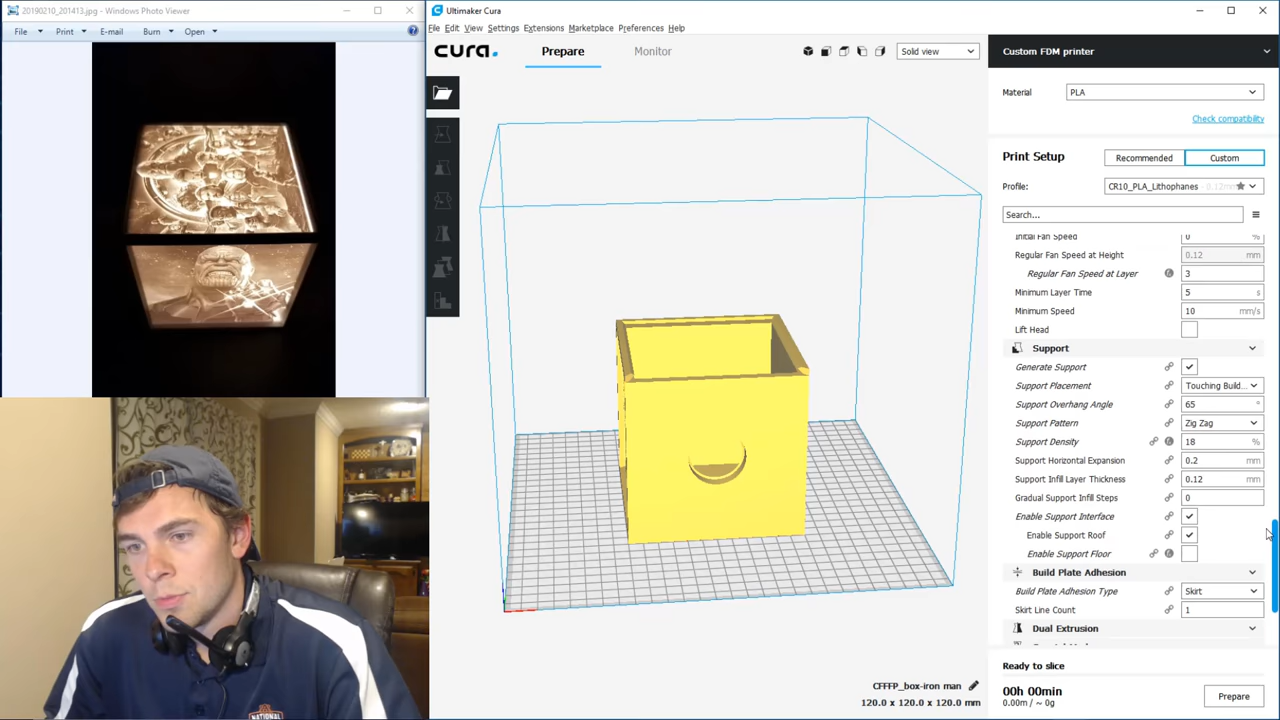 20190210_201413.jpg - Windows Photo Viewer
File Print E-mail Burn Open
Ultimaker Cura
File Edit View Settings Extensions Marketplace Preferences Help
cura. Prepare Monitor Solid view
Custom FDM printer
Material PLA
Check compatibility
Print Setup Recommended Custom
Profile: CR10_PLA_Lithophanes - 0.12mm
Search...
Initial Fan Speed 0 %
Regular Fan Speed at Height 0.12 mm
Regular Fan Speed at Layer 3
Minimum Layer Time 5 s
Minimum Speed 10 mm/s
Lift Head
Support
Generate Support
Support Placement Touching Build...
Support Overhang Angle 65 °
Support Pattern Zig Zag
Support Density 18 %
Support Horizontal Expansion 0.2 mm
Support Infill Layer Thickness 0.12 mm
Gradual Support Infill Steps 0
Enable Support Interface
Enable Support Roof
Enable Support Floor
Build Plate Adhesion
Build Plate Adhesion Type Skirt
Skirt Line Count 1
Dual Extrusion
Ready to slice
CFFFP_box-iron man
120.0 x 120.0 x 120.0 mm
00h 00min
0.00m / ~ 0g
Prepare
NATIONAL